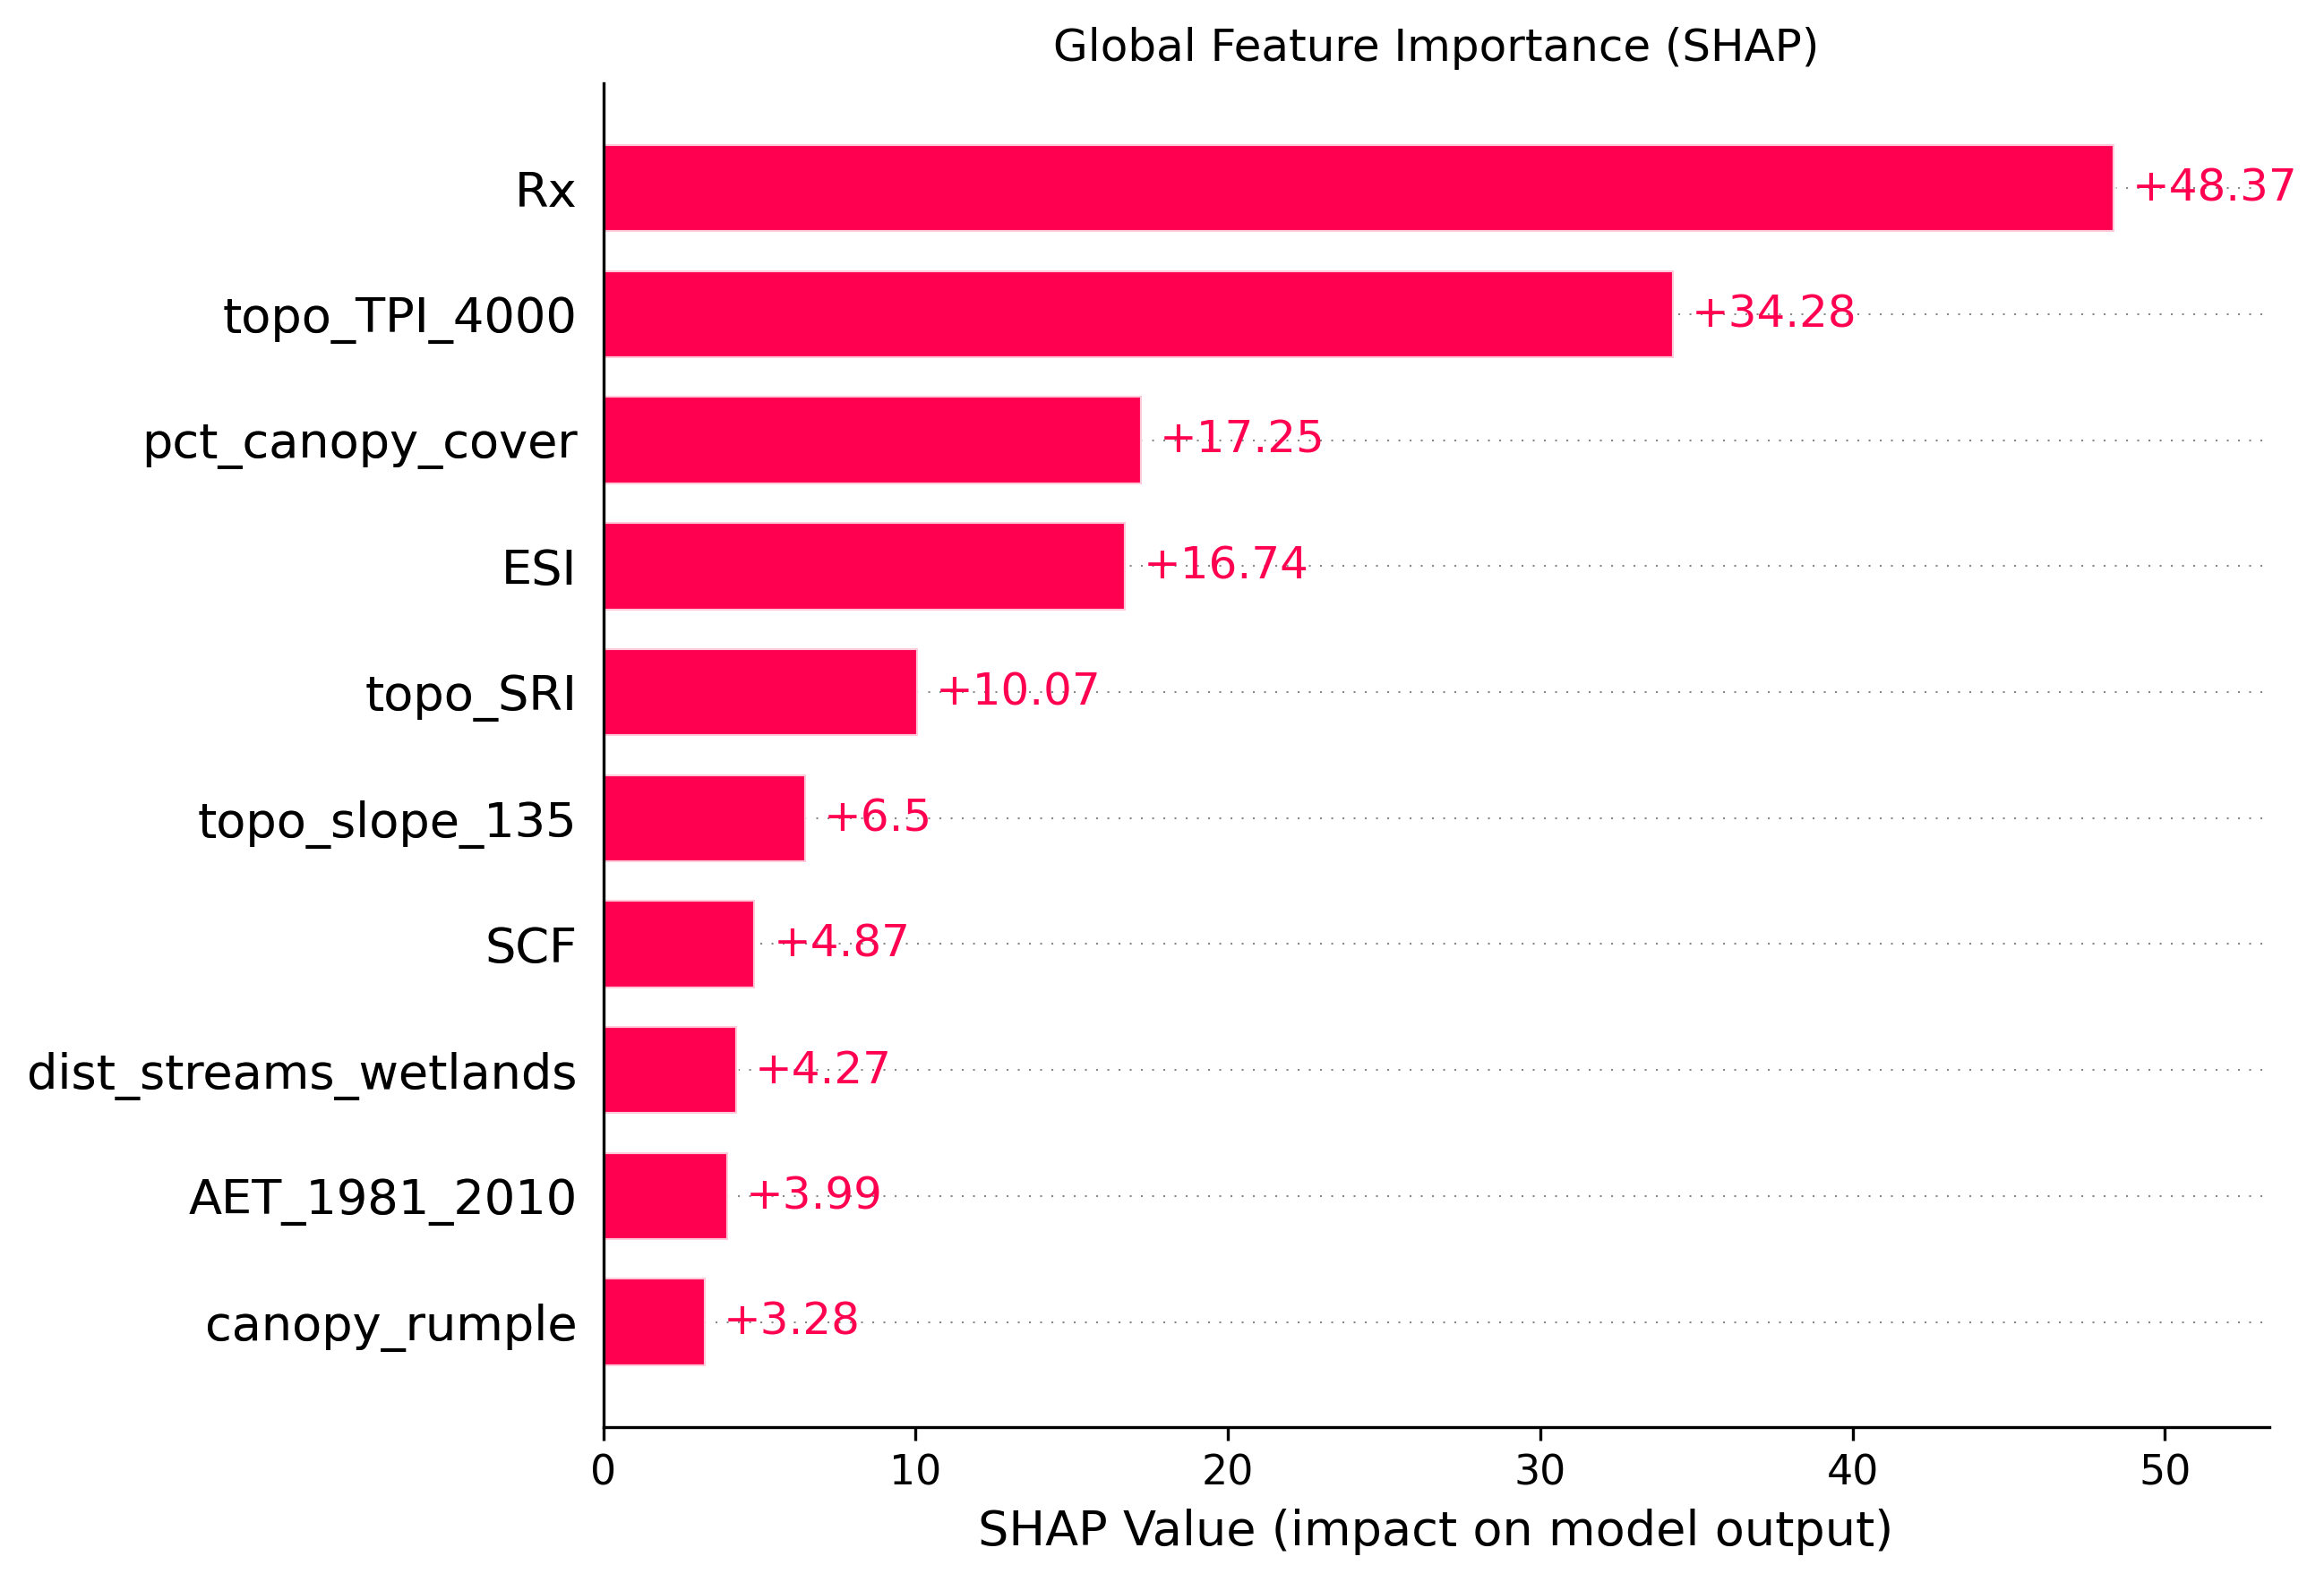 Global Feature Importance (SHAP)
Rx +48.37
topo_TPI_4000 +34.28
pct_canopy_cover +17.25
ESI +16.74
topo_SRI +10.07
topo_slope_135 +6.5
SCF +4.87
dist_streams_wetlands +4.27
AET_1981_2010 +3.99
canopy_rumple +3.28
0 10 20 30 40 50
SHAP Value (impact on model output)